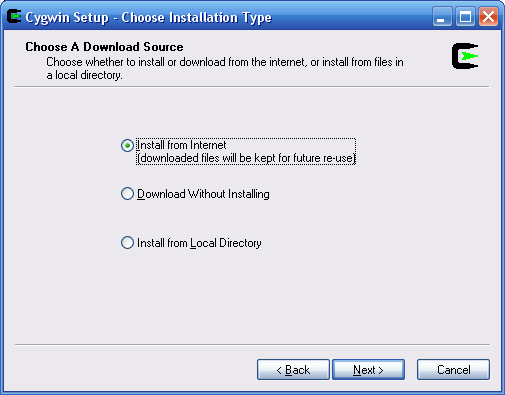 Cygwin Setup - Choose Installation Type
Choose A Download Source
Choose whether to install or download from the internet, or install from files in
a local directory.
Install from Internet
(downloaded files will be kept for future re-use)
Download Without Installing
Install from Local Directory
< Back
Next >
Cancel